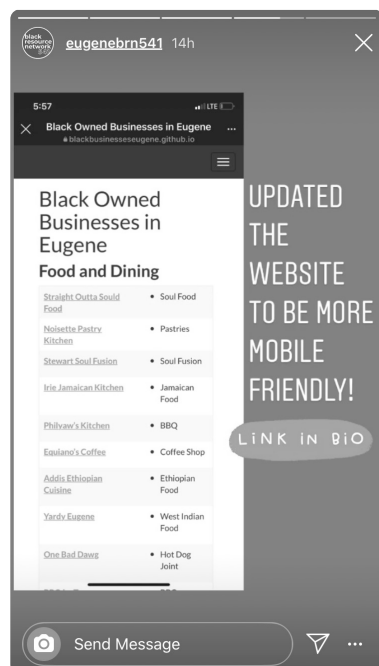 black
resource
network
eugenebrn541 14h
5:57
LTE
Black Owned Businesses in Eugene ...
blackbusinesseseugene.github.io
Black Owned
Businesses in
Eugene
Food and Dining
Straight Outta Sould
Food
• Soul Food
Noisette Pastry
Kitchen
• Pastries
Stewart Soul Fusion
• Soul Fusion
Irie Jamaican Kitchen
• Jamaican
Food
Philyaw's Kitchen
• BBQ
Equiano's Coffee
• Coffee Shop
Addis Ethiopian
Cuisine
• Ethiopian
Food
Yardy Eugene
• West Indian
Food
One Bad Dawg
• Hot Dog
Joint
UPDATED
THE
WEBSITE
TO BE MORE
MOBILE
FRIENDLY!
LiNK iN BiO
Send Message